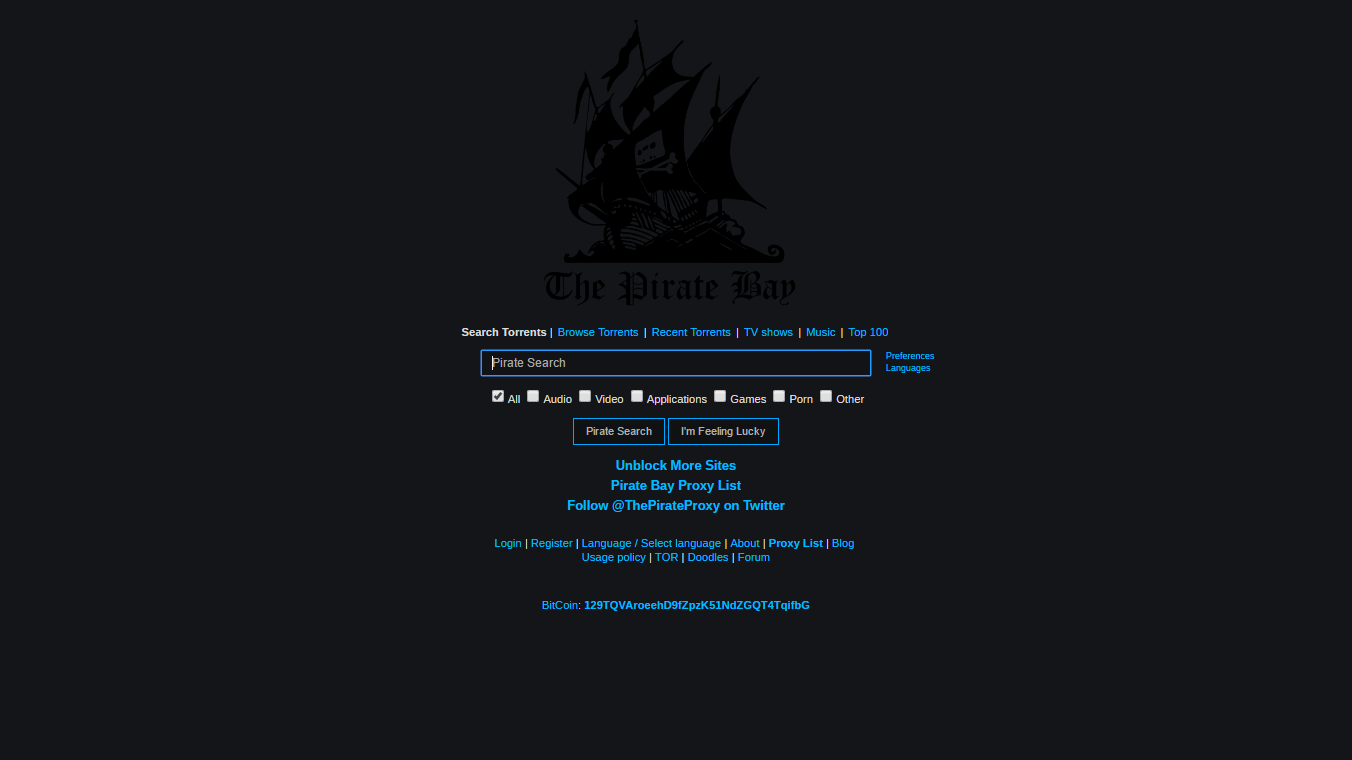 The Pirate Bay
Search Torrents | Browse Torrents | Recent Torrents | TV shows | Music | Top 100
Pirate Search
Preferences
Languages
All Audio Video Applications Games Porn Other
Pirate Search I'm Feeling Lucky
Unblock More Sites
Pirate Bay Proxy List
Follow @ThePirateProxy on Twitter
Login | Register | Language / Select language | About | Proxy List | Blog
Usage policy | TOR | Doodles | Forum
BitCoin: 129TQVAroeehD9fZpzK51NdZGQT4TqifbG